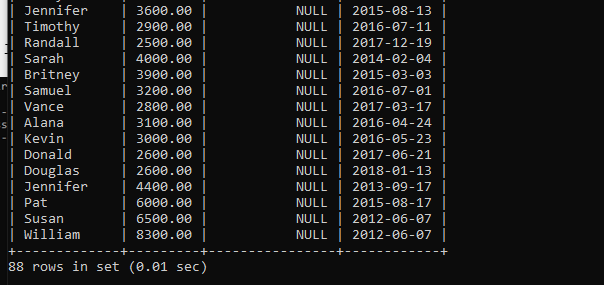 | Jennifer | 3600.00 | NULL | 2015-08-13 |
| Timothy | 2900.00 | NULL | 2016-07-11 |
| Randall | 2500.00 | NULL | 2017-12-19 |
| Sarah | 4000.00 | NULL | 2014-02-04 |
| Britney | 3900.00 | NULL | 2015-03-03 |
| Samuel | 3200.00 | NULL | 2016-07-01 |
| Vance | 2800.00 | NULL | 2017-03-17 |
| Alana | 3100.00 | NULL | 2016-04-24 |
| Kevin | 3000.00 | NULL | 2016-05-23 |
| Donald | 2600.00 | NULL | 2017-06-21 |
| Douglas | 2600.00 | NULL | 2018-01-13 |
| Jennifer | 4400.00 | NULL | 2013-09-17 |
| Pat | 6000.00 | NULL | 2015-08-17 |
| Susan | 6500.00 | NULL | 2012-06-07 |
| William | 8300.00 | NULL | 2012-06-07 |
+-------------+---------+----------------+------------+
88 rows in set (0.01 sec)